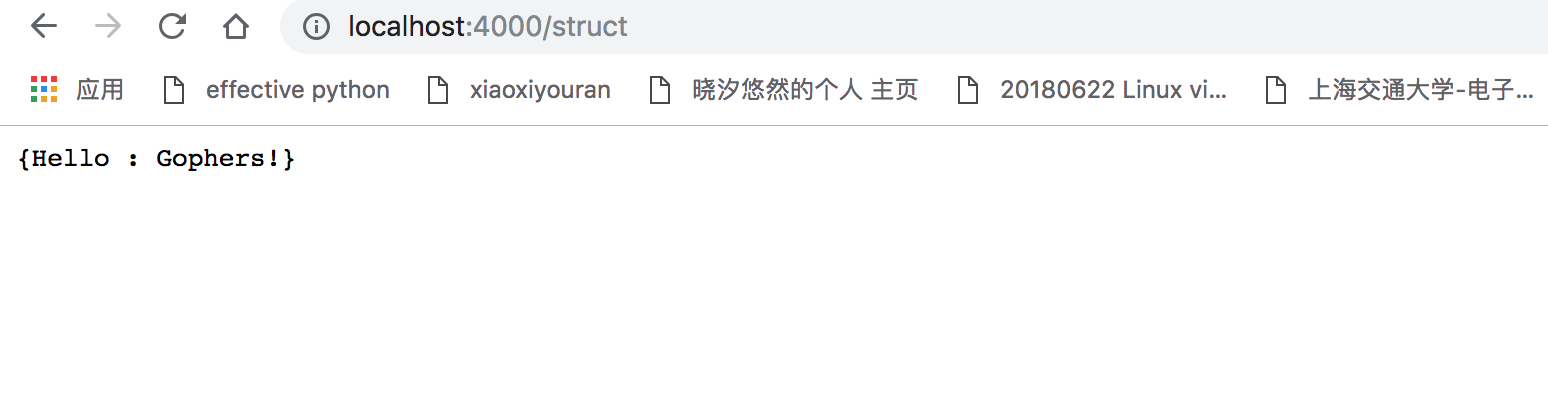 localhost:4000/struct
应用 effective python xiaoxiyouran 晓汐悠然的个人 主页 20180622 Linux vi... 上海交通大学-电子...
{Hello : Gophers!}